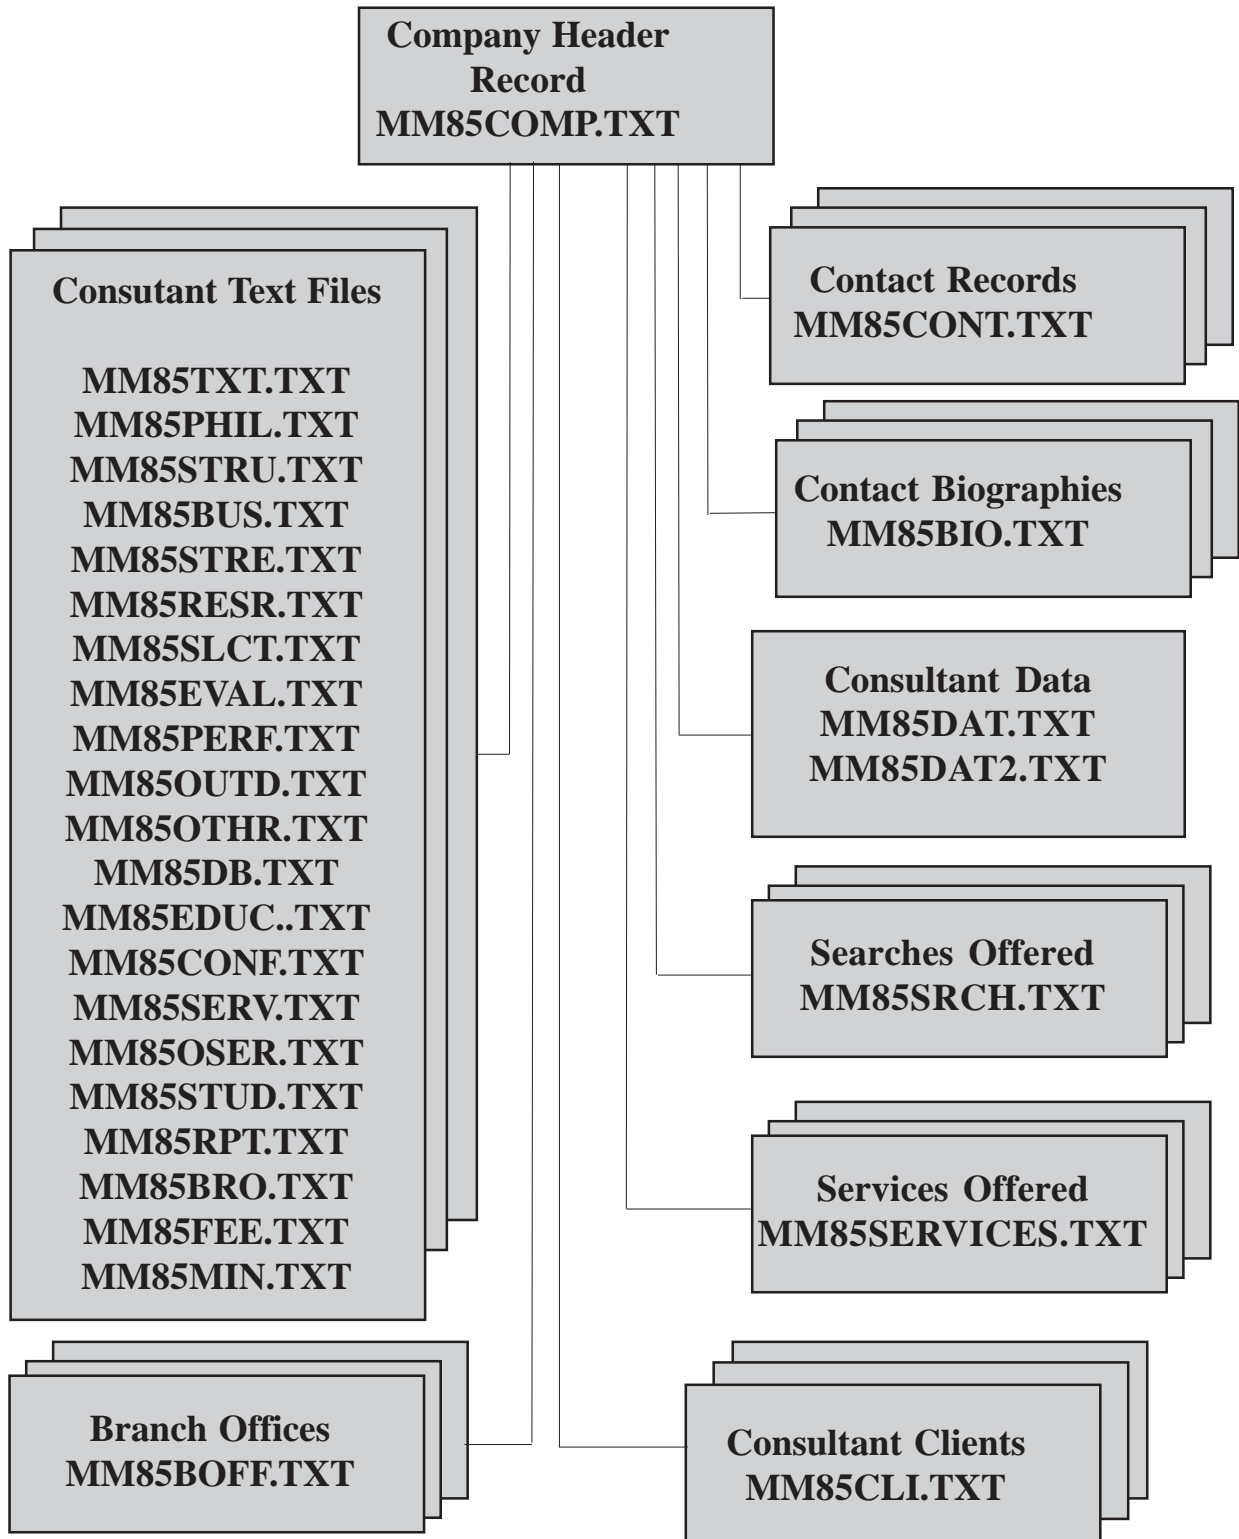 Company Header
Record
MM85COMP.TXT
Consutant Text Files
MM85TXT.TXT
MM85PHIL.TXT
MM85STRU.TXT
MM85BUS.TXT
MM85STRE.TXT
MM85RESR.TXT
MM85SLCT.TXT
MM85EVAL.TXT
MM85PERF.TXT
MM85OUTD.TXT
MM85OTHR.TXT
MM85DB.TXT
MM85EDUC..TXT
MM85CONF.TXT
MM85SERV.TXT
MM85OSER.TXT
MM85STUD.TXT
MM85RPT.TXT
MM85BRO.TXT
MM85FEE.TXT
MM85MIN.TXT
Branch Offices
MM85BOFF.TXT
Contact Records
MM85CONT.TXT
Contact Biographies
MM85BIO.TXT
Consultant Data
MM85DAT.TXT
MM85DAT2.TXT
Searches Offered
MM85SRCH.TXT
Services Offered
MM85SERVICES.TXT
Consultant Clients
MM85CLI.TXT